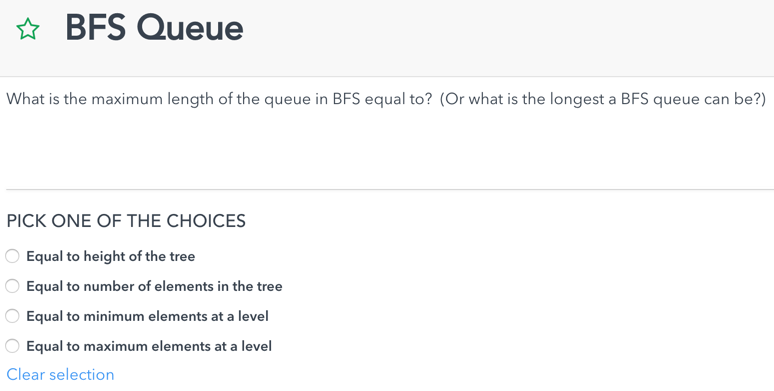 BFS Queue
What is the maximum length of the queue in BFS equal to? (Or what is the longest a BFS queue can be?)
PICK ONE OF THE CHOICES
Equal to height of the tree
Equal to number of elements in the tree
Equal to minimum elements at a level
Equal to maximum elements at a level
Clear selection